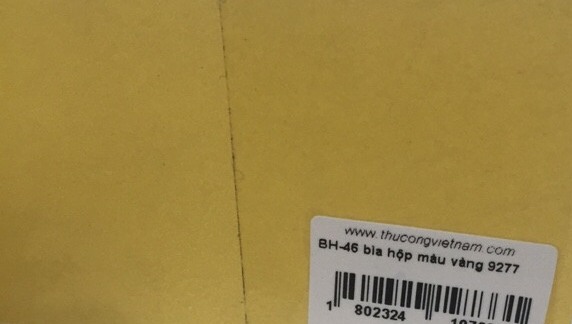 www.thucongvietnam.com
BH-46 bìa hộp màu vàng 9277
1 802324